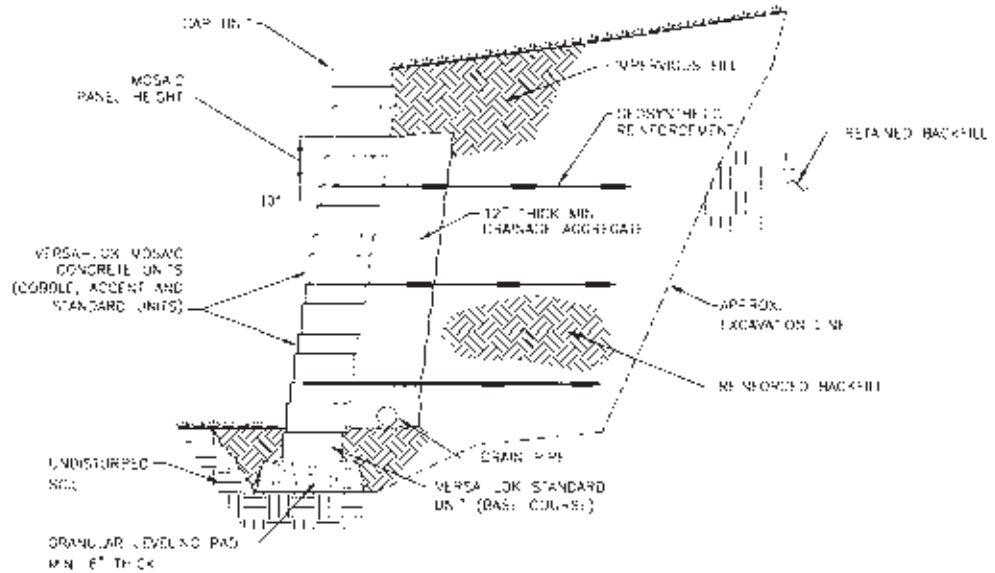 CAP UNIT
MOSAIC
PANEL HEIGHT
10"
IMPERVIOUS FILL
GEOSYNTHETIC
REINFORCEMENT
RETAINED BACKFILL
12" THICK MIN.
DRAINAGE AGGREGATE
VERSA-LOK MOSAIC
CONCRETE UNITS
(COBBLE, ACCENT AND
STANDARD UNITS)
APPROX.
EXCAVATION LINE
REINFORCED BACKFILL
DRAIN PIPE
UNDISTURBED
SOIL
VERSA-LOK STANDARD
UNIT (BASE COURSE)
GRANULAR LEVELING PAD
MIN. 6" THICK